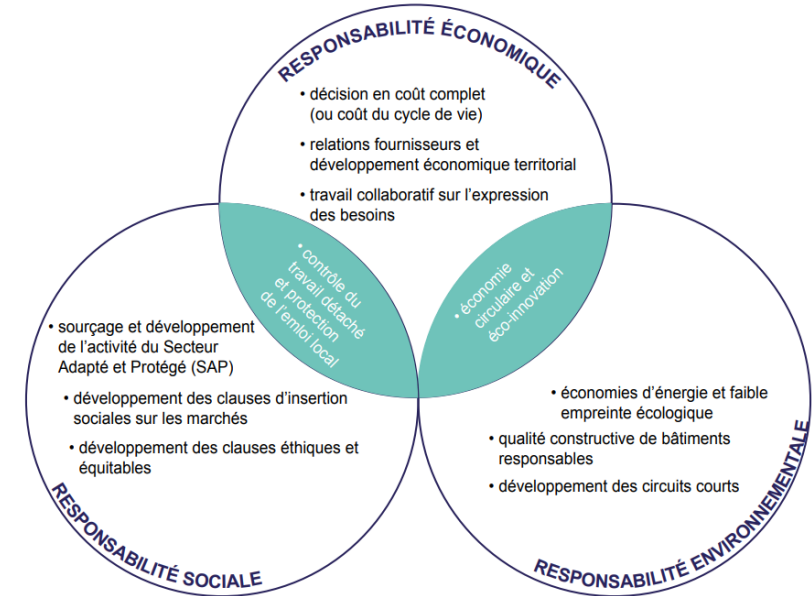 RESPONSABILITÉ ÉCONOMIQUE
• décision en coût complet
(ou coût du cycle de vie)
• relations fournisseurs et
développement économique territorial
• travail collaboratif sur l’expression
des besoins
• contrôle du
travail détaché
et protection
de l’emloi local
• économie
circulaire et
éco-innovation
• sourçage et développement
de l’activité du Secteur
Adapté et Protégé (SAP)
• développement des clauses d’insertion
sociales sur les marchés
• développement des clauses éthiques et
équitables
RESPONSABILITÉ SOCIALE
• économies d’énergie et faible
empreinte écologique
• qualité constructive de bâtiments
responsables
• développement des circuits courts
RESPONSABILITÉ ENVIRONNEMENTALE